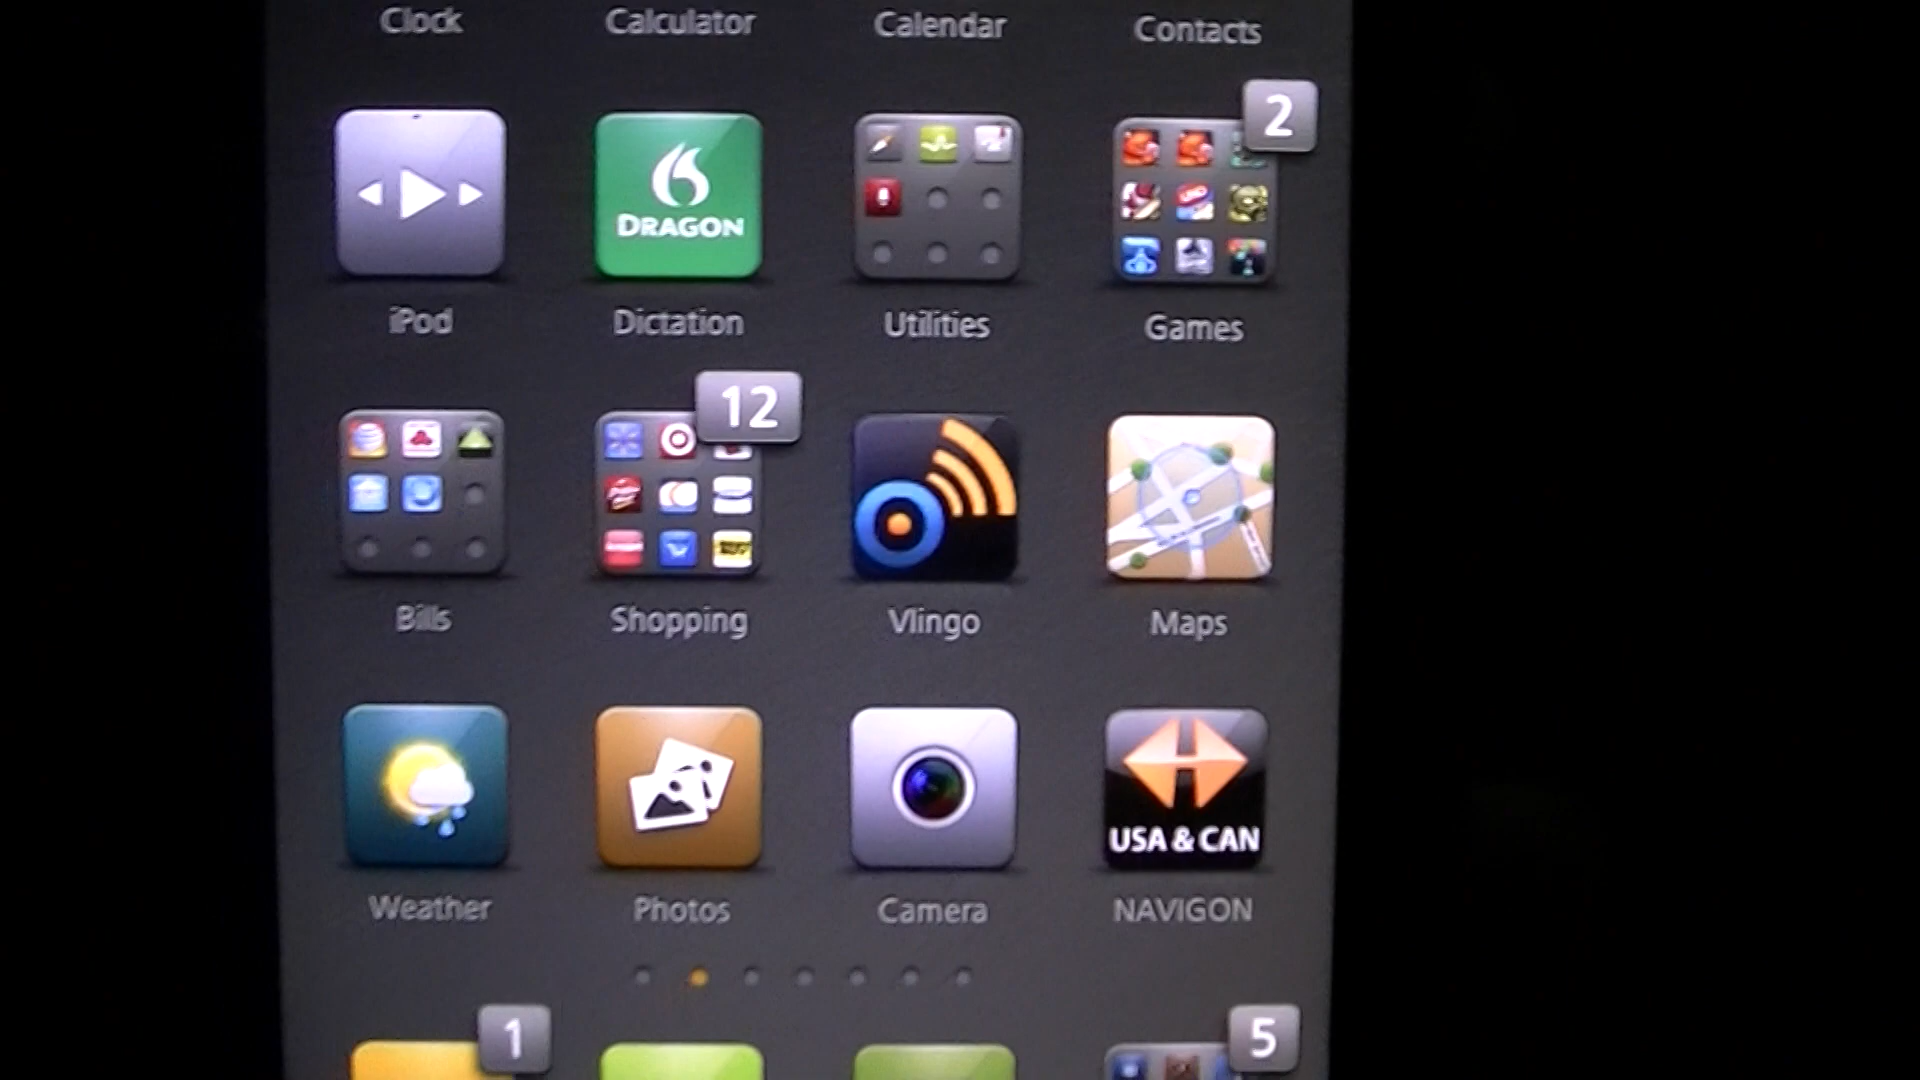 Clock Calculator Calendar Contacts
2
DRAGON
iPod Dictation Utilities Games
12
Bills Shopping Vlingo Maps
USA & CAN
Weather Photos Camera NAVIGON
1 5